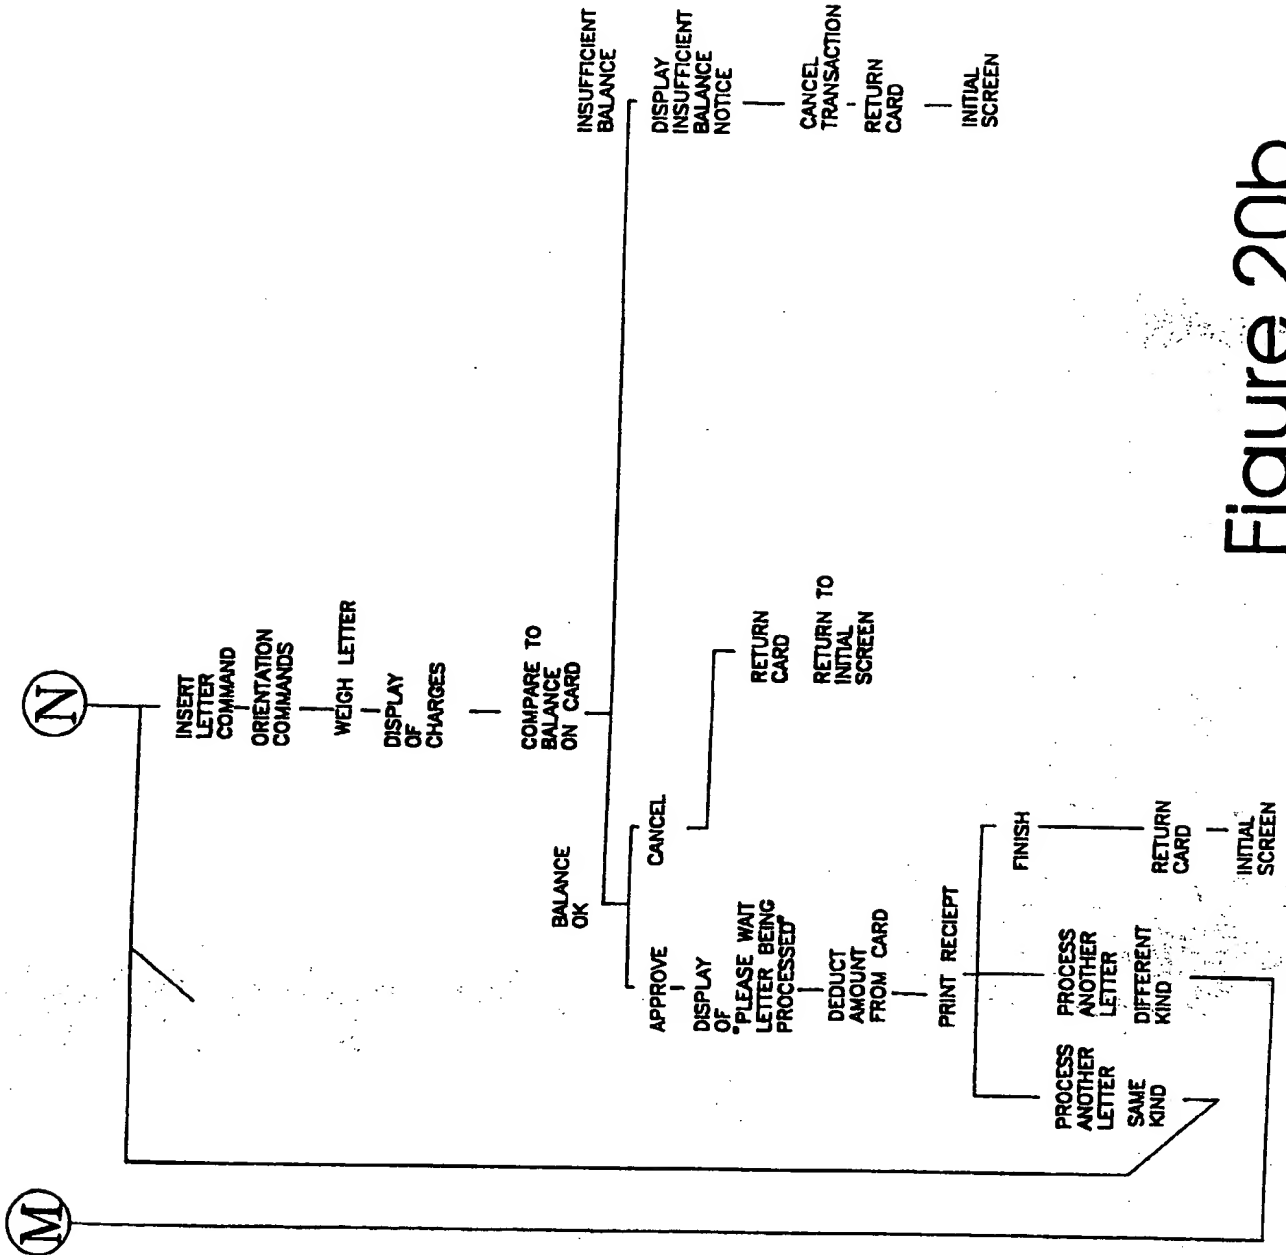 M
N
INSERT
LETTER
COMMAND
ORIENTATION
COMMANDS
WEIGH LETTER
DISPLAY
OF
CHARGES
COMPARE TO
BALANCE
ON CARD
BALANCE
OK
APPROVE
DISPLAY
OF
"PLEASE WAIT
LETTER BEING
PROCESSED"
DEDUCT
AMOUNT
FROM CARD
PRINT RECIEPT
PROCESS
ANOTHER
LETTER
SAME
KIND
PROCESS
ANOTHER
LETTER
DIFFERENT
KIND
FINISH
RETURN
CARD
INITIAL
SCREEN
CANCEL
RETURN
CARD
RETURN TO
INITIAL
SCREEN
INSUFFICIENT
BALANCE
DISPLAY
INSUFFICIENT
BALANCE
NOTICE
CANCEL
TRANSACTION
RETURN
CARD
INITIAL
SCREEN
Figure 20b